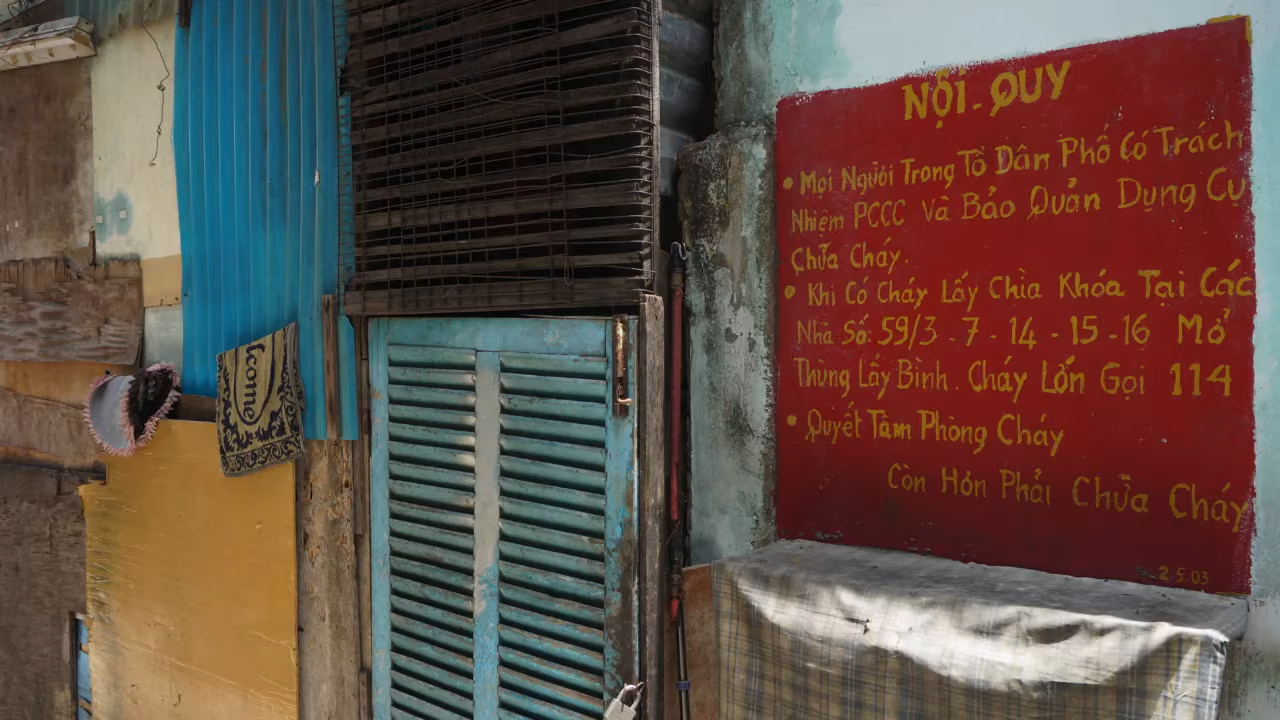 come
NỘi - QUY
• Mọi Người Trong Tổ Dân Phố Có Trách
Nhiệm PCCC Và Bảo Quản Dụng Cụ
Chữa Cháy.
• Khi Có Cháy Lấy Chìa Khóa Tại Các
Nhà Số: 59/3 - 7 - 14 - 15 - 16 Mở
Thùng Lấy Bình. Cháy Lớn Gọi 114
• Quyết Tâm Phòng Cháy
Còn Hơn Phải Chữa Cháy
2.5.03